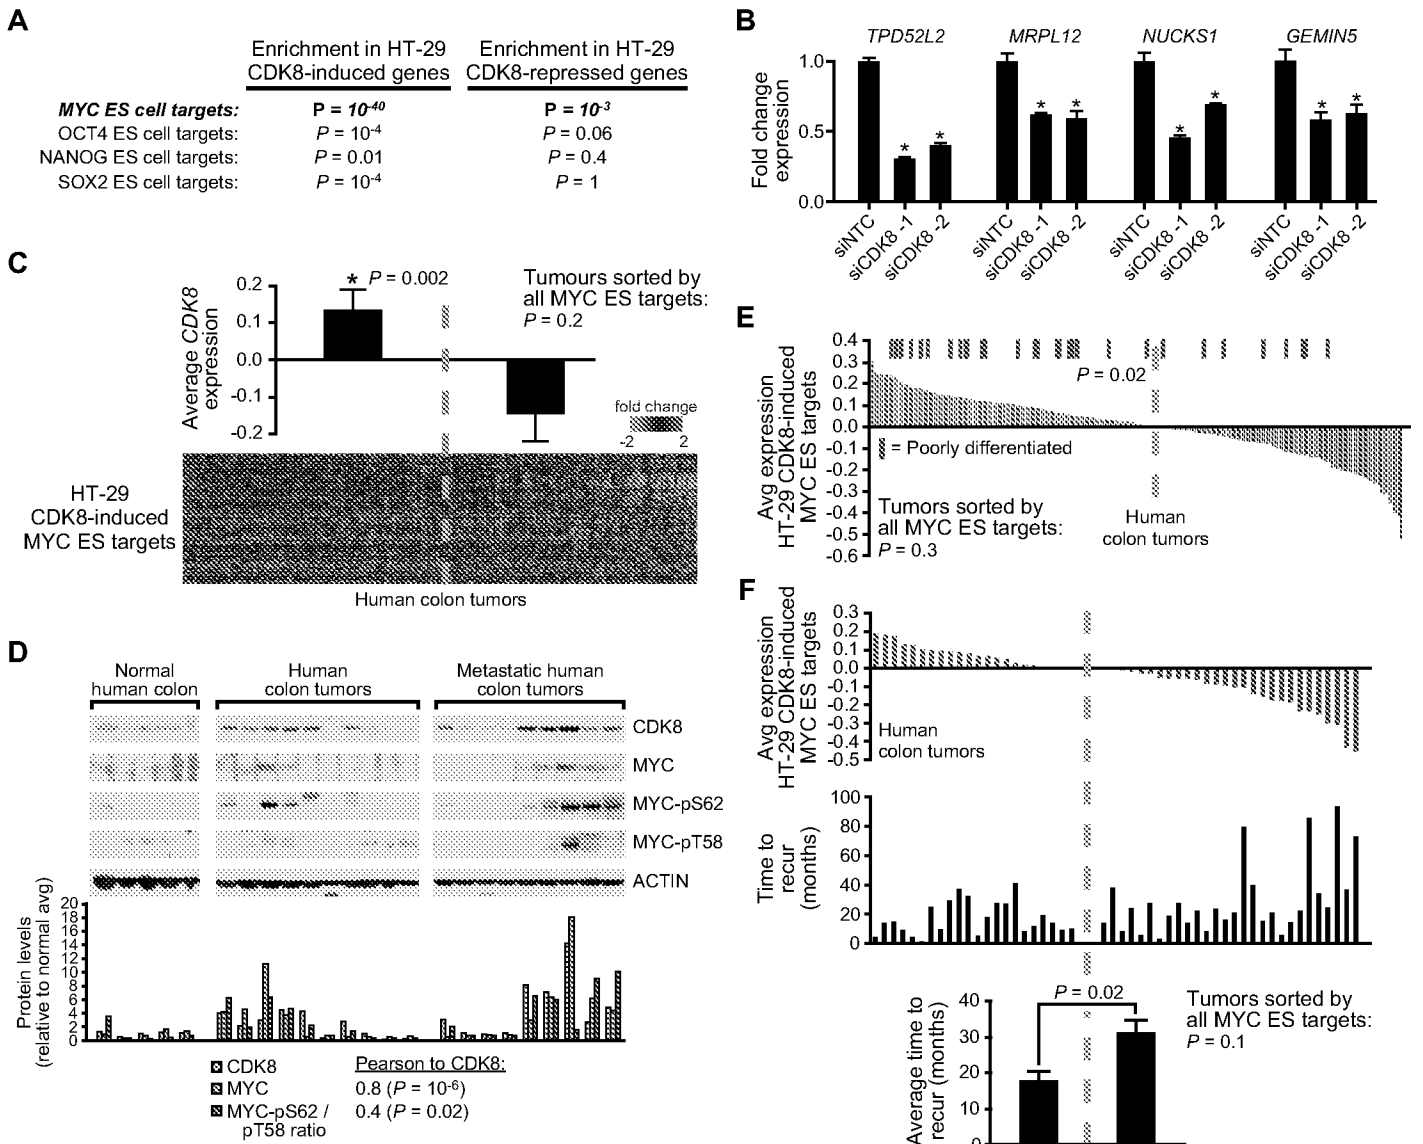 A
Enrichment in HT-29
CDK8-induced genes
Enrichment in HT-29
CDK8-repressed genes
MYC ES cell targets: P = 10-40 P = 10-3
OCT4 ES cell targets: P = 10-4 P = 0.06
NANOG ES cell targets: P = 0.01 P = 0.4
SOX2 ES cell targets: P = 10-4 P = 1
B
TPD52L2 MRPL12 NUCKS1 GEMIN5
Fold change
expression
1.0
0.5
0.0
* * * * * * * *
siNTC siCDK8 -1 siCDK8 -2 siNTC siCDK8 -1 siCDK8 -2 siNTC siCDK8 -1 siCDK8 -2 siNTC siCDK8 -1 siCDK8 -2
C
Average CDK8
expression
0.2
0.1
0.0
-0.1
-0.2
* P = 0.002
Tumours sorted by
all MYC ES targets:
P = 0.2
fold change
-2 2
HT-29
CDK8-induced
MYC ES targets
Human colon tumors
D
Normal
human colon
Human
colon tumors
Metastatic human
colon tumors
CDK8
MYC
MYC-pS62
MYC-pT58
ACTIN
Protein levels
(relative to normal avg)
20
18
16
14
12
10
8
6
4
2
0
CDK8
MYC
MYC-pS62 /
pT58 ratio
Pearson to CDK8:
0.8 (P = 10-6)
0.4 (P = 0.02)
E
Avg expression
HT-29 CDK8-induced
MYC ES targets
0.4
0.3
0.2
0.1
0.0
-0.1
-0.2
-0.3
-0.4
-0.5
-0.6
P = 0.02
= Poorly differentiated
Tumors sorted by
all MYC ES targets:
P = 0.3
Human
colon tumors
F
Avg expression
HT-29 CDK8-induced
MYC ES targets
0.3
0.2
0.1
0.0
-0.1
-0.2
-0.3
-0.4
-0.5
Human
colon tumors
Time to
recur
(months)
100
80
60
40
20
0
Average time to
recur (months)
40
30
20
10
0
P = 0.02
Tumors sorted by
all MYC ES targets:
P = 0.1